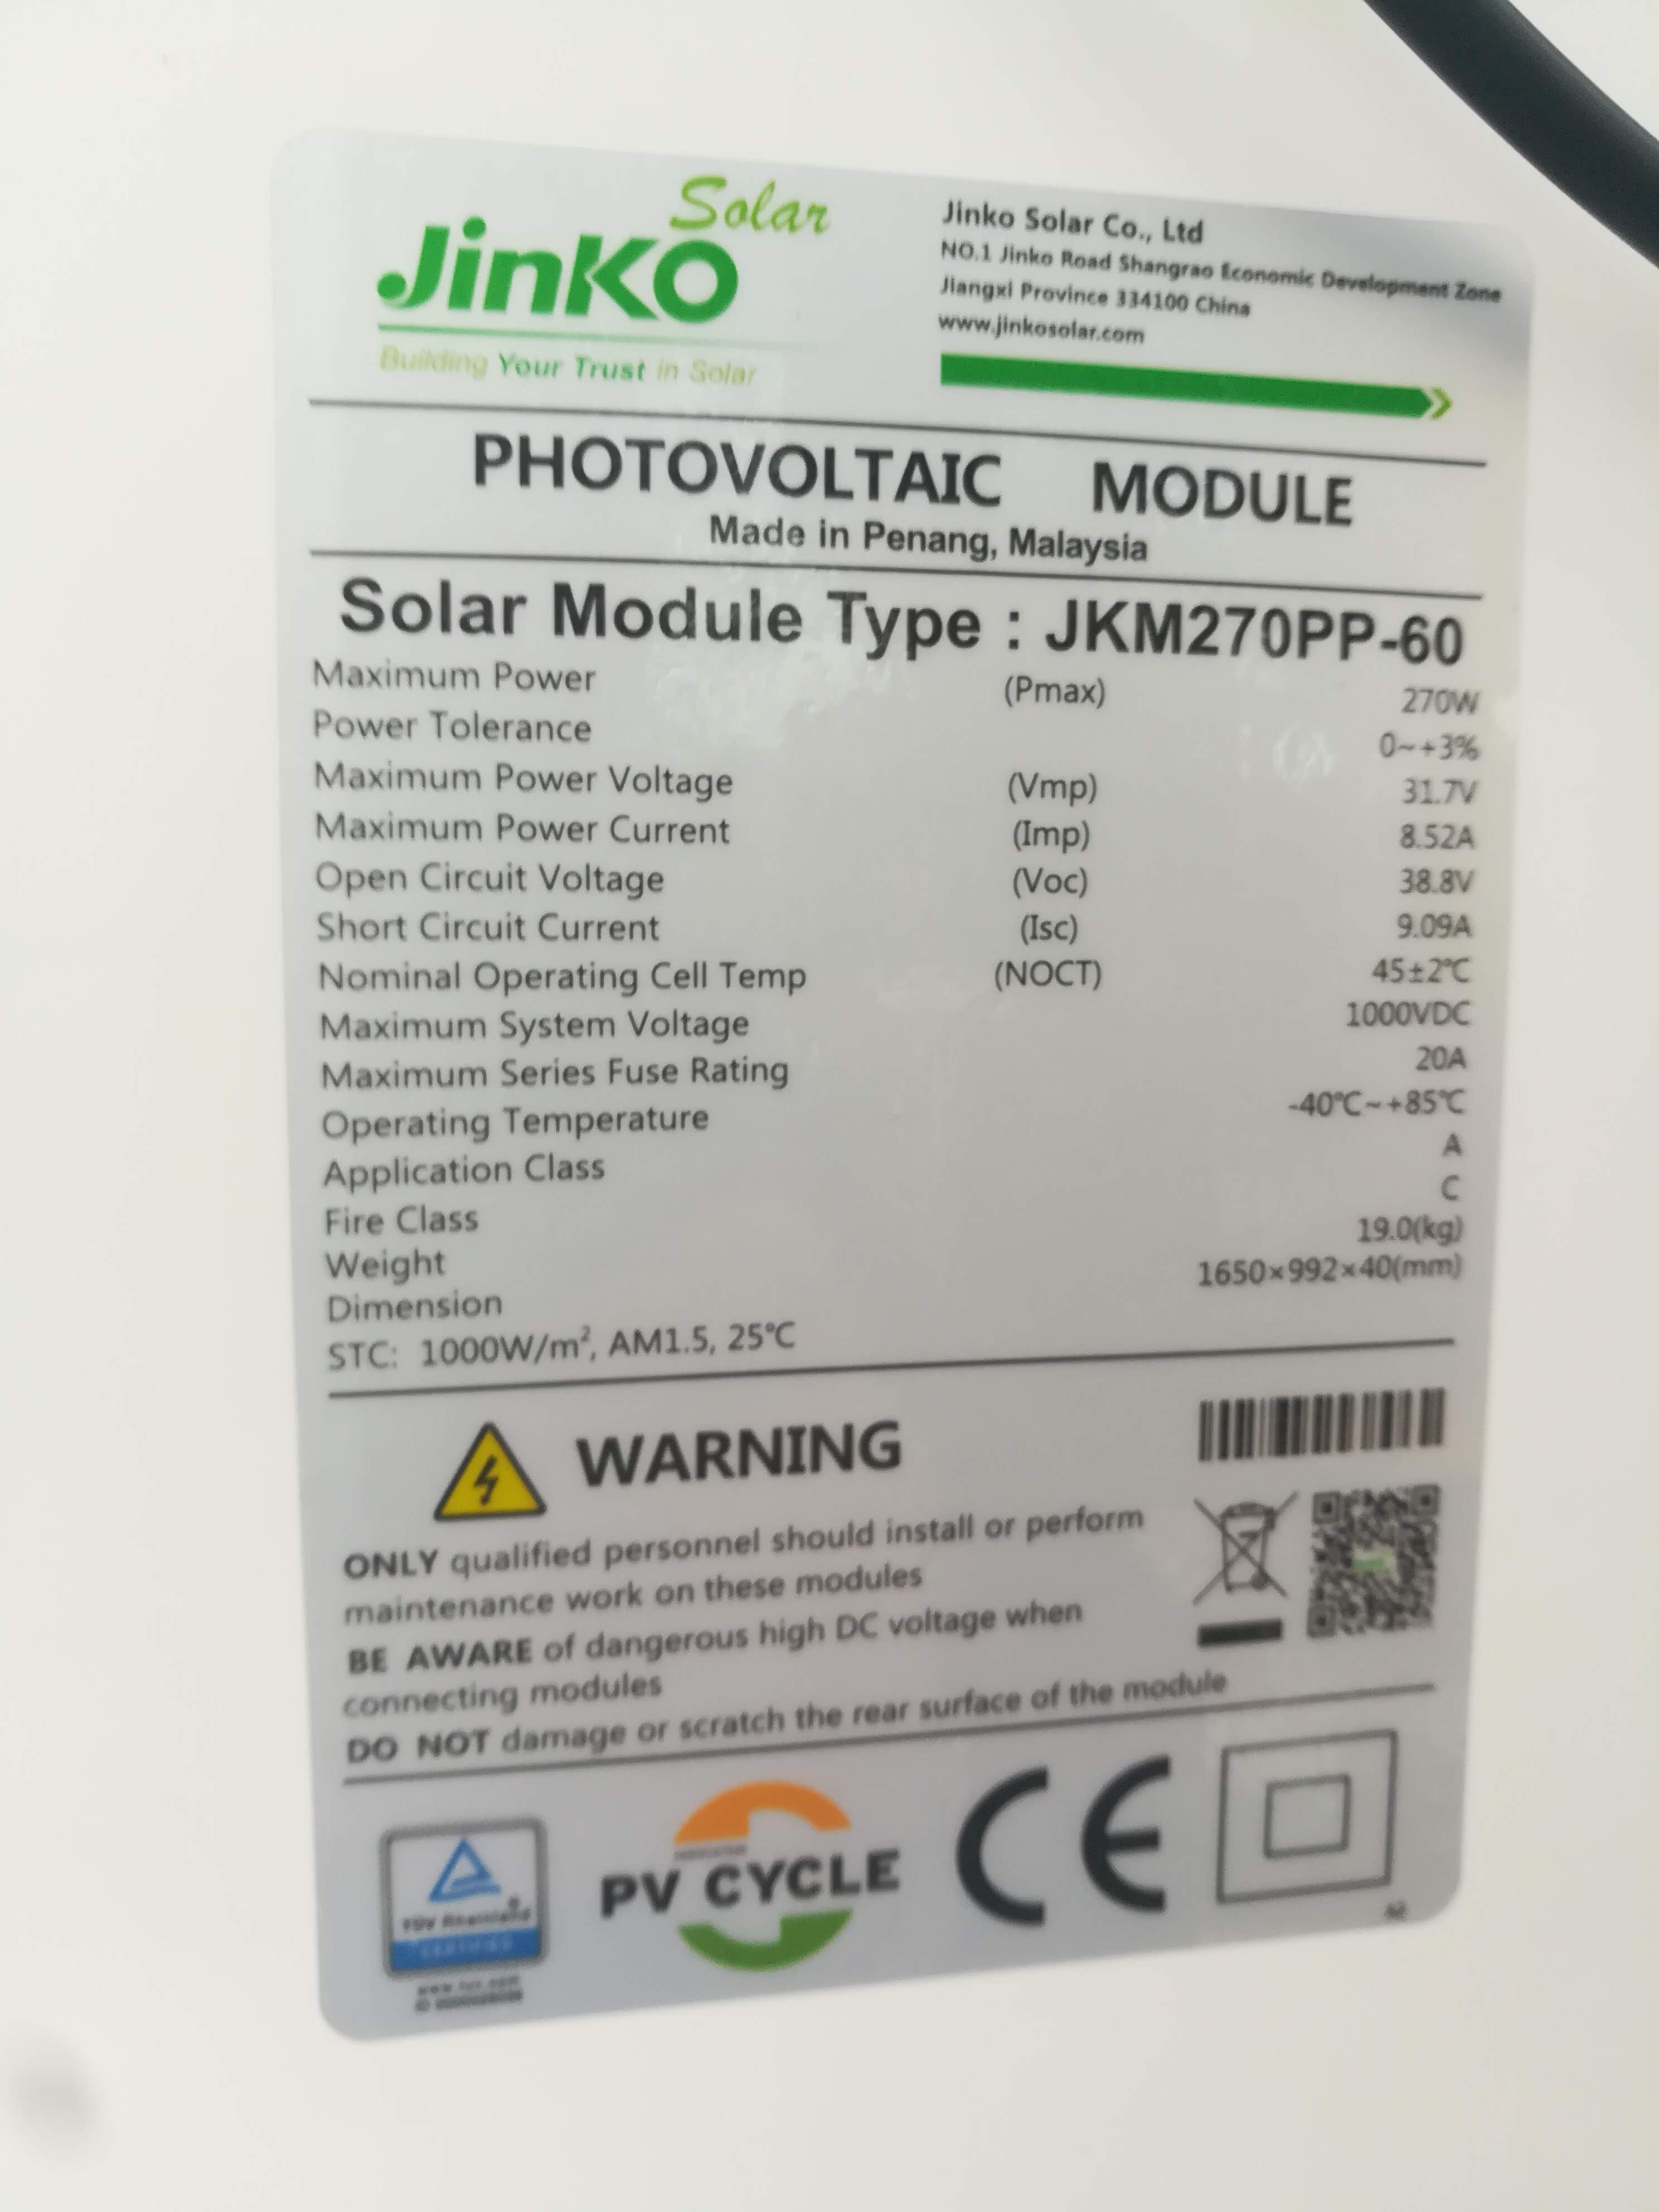 Solar
Jinko
Building Your Trust in Solar
Jinko Solar Co., Ltd
NO.1 Jinko Road Shangrao Economic Development Zone
Jiangxi Province 334100 China
www.jinkosolar.com
PHOTOVOLTAIC MODULE
Made in Penang, Malaysia
Solar Module Type : JKM270PP-60
Maximum Power (Pmax) 270W
Power Tolerance 0~+3%
Maximum Power Voltage (Vmp) 31.7V
Maximum Power Current (Imp) 8.52A
Open Circuit Voltage (Voc) 38.8V
Short Circuit Current (Isc) 9.09A
Nominal Operating Cell Temp (NOCT) 45±2℃
Maximum System Voltage 1000VDC
Maximum Series Fuse Rating 20A
Operating Temperature -40℃~+85℃
Application Class A
Fire Class C
Weight 19.0(kg)
Dimension 1650×992×40(mm)
STC: 1000W/m², AM1.5, 25℃
WARNING
ONLY qualified personnel should install or perform
maintenance work on these modules
BE AWARE of dangerous high DC voltage when
connecting modules
DO NOT damage or scratch the rear surface of the module
TÜV Rheinland
CERTIFIED
www.tuv.com
ID
PV CYCLE
CE